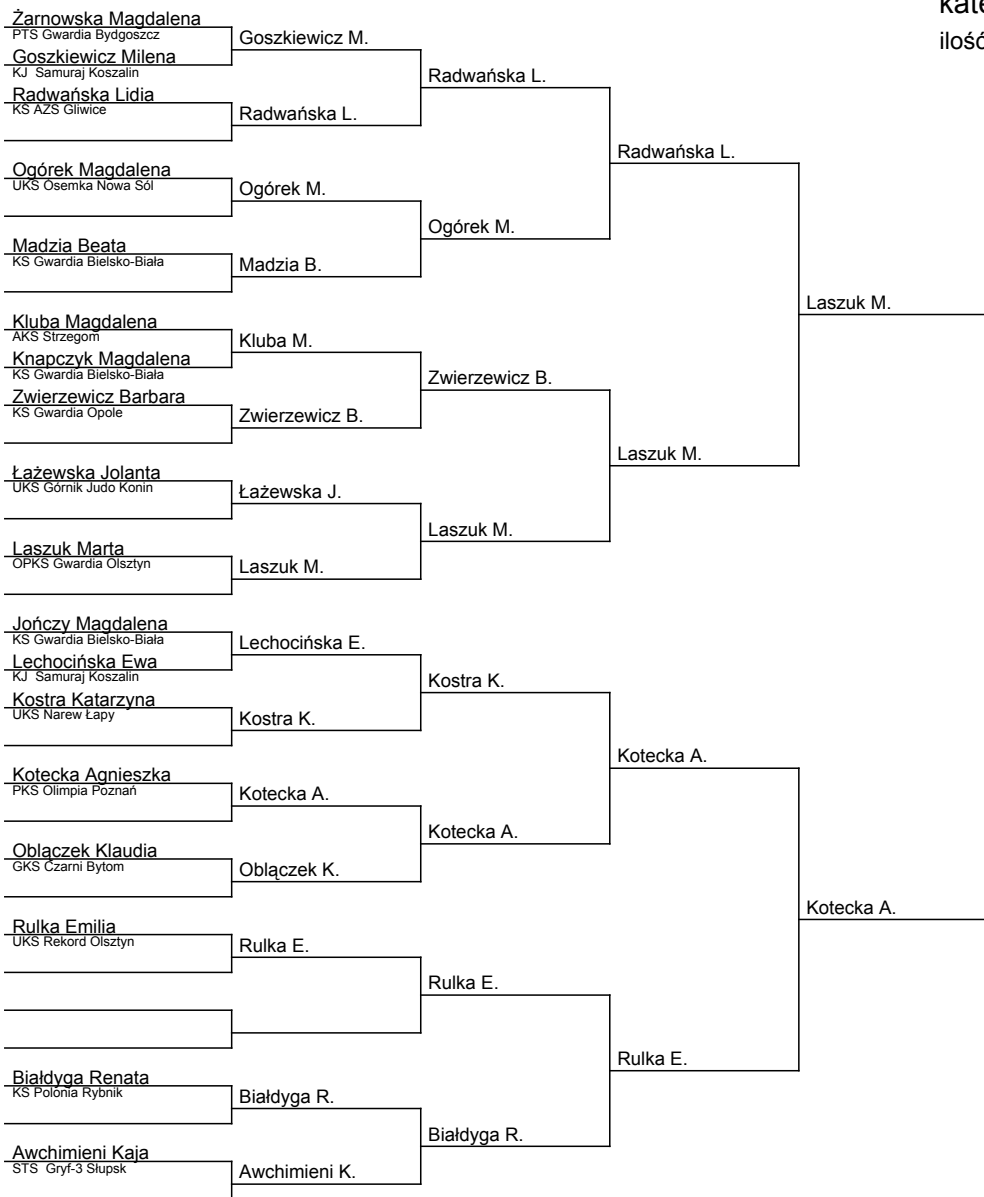 Żarnowska Magdalena
PTS Gwardia Bydgoszcz
Goszkiewicz Milena
KJ Samuraj Koszalin
Radwańska Lidia
KS AZS Gliwice
Ogórek Magdalena
UKS Ósemka Nowa Sól
Madzia Beata
KS Gwardia Bielsko-Biała
Kluba Magdalena
AKS Strzegom
Knapczyk Magdalena
KS Gwardia Bielsko-Biała
Zwierzewicz Barbara
KS Gwardia Opole
Łażewska Jolanta
UKS Górnik Judo Konin
Laszuk Marta
OPKS Gwardia Olsztyn
Jończy Magdalena
KS Gwardia Bielsko-Biała
Lechocińska Ewa
KJ Samuraj Koszalin
Kostra Katarzyna
UKS Narew Łapy
Kotecka Agnieszka
PKS Olimpia Poznań
Oblączek Klaudia
GKS Czarni Bytom
Rulka Emilia
UKS Rekord Olsztyn
Białdyga Renata
KS Polonia Rybnik
Awchimieni Kaja
STS Gryf-3 Słupsk
Goszkiewicz M.
Radwańska L.
Ogórek M.
Madzia B.
Kluba M.
Zwierzewicz B.
Łażewska J.
Laszuk M.
Lechocińska E.
Kostra K.
Kotecka A.
Oblączek K.
Rulka E.
Białdyga R.
Awchimieni K.
Radwańska L.
Ogórek M.
Zwierzewicz B.
Laszuk M.
Kostra K.
Kotecka A.
Rulka E.
Białdyga R.
Radwańska L.
Laszuk M.
Kotecka A.
Rulka E.
Laszuk M.
Kotecka A.
ilość